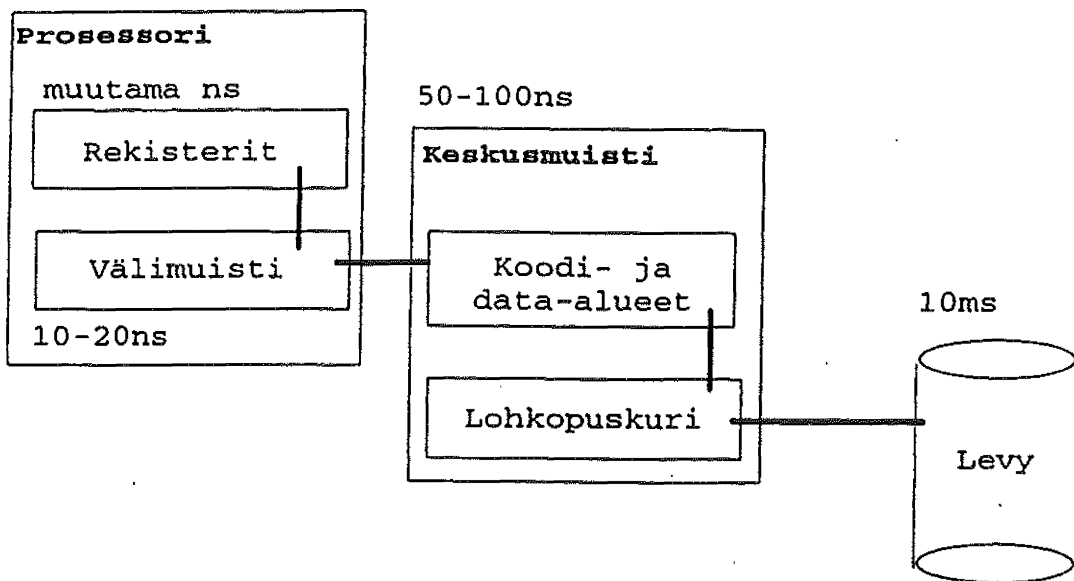 Prosessori
muutama ns
Rekisterit
Välimuisti
10-20ns
50-100ns
Keskusmuisti
Koodi- ja
data-alueet
Lohkopuskuri
10ms
Levy